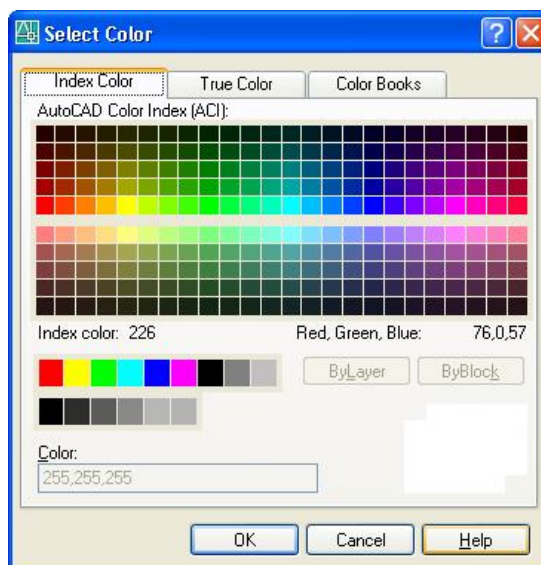 Select Color
Index Color True Color Color Books
AutoCAD Color Index (ACI):
Index color: 226 Red, Green, Blue: 76,0,57
ByLayer ByBlock
Color:
255,255,255
OK Cancel Help